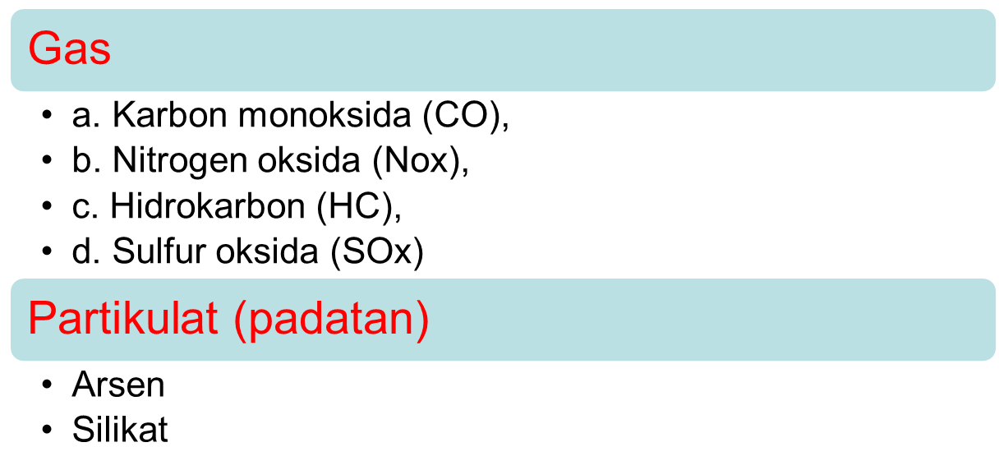 Gas
• a. Karbon monoksida (CO),
• b. Nitrogen oksida (Nox),
• c. Hidrokarbon (HC),
• d. Sulfur oksida (SOx)
Partikulat (padatan)
• Arsen
• Silikat